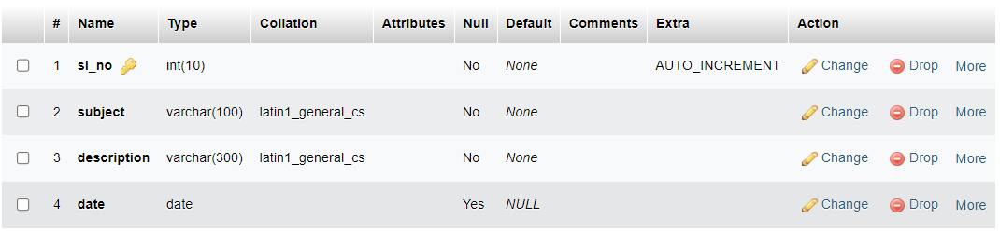 # Name Type Collation Attributes Null Default Comments Extra Action
1 sl_no int(10) No None AUTO_INCREMENT Change Drop More
2 subject varchar(100) latin1_general_cs No None Change Drop More
3 description varchar(300) latin1_general_cs No None Change Drop More
4 date date Yes NULL Change Drop More